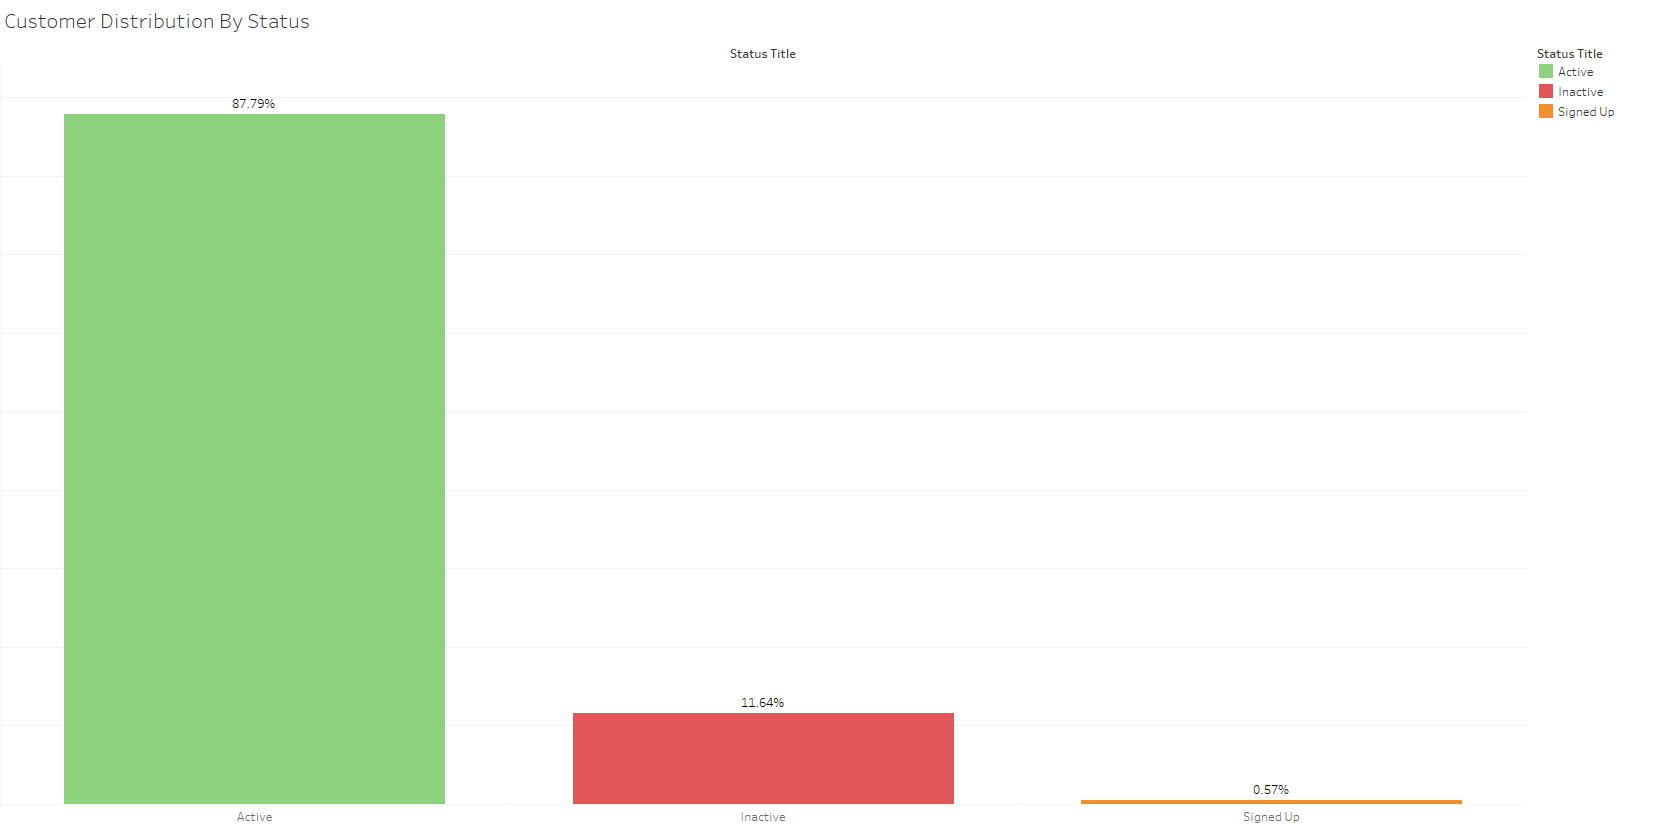 Customer Distribution By Status
Status Title
Status Title
Active
Inactive
Signed Up
87.79%
11.64%
0.57%
Active
Inactive
Signed Up